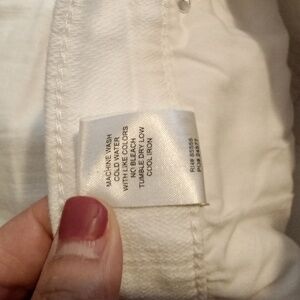 MACHINE WASH
COLD WATER
WITH LIKE COLORS
NO BLEACH
TUMBLE DRY LOW
COOL IRON